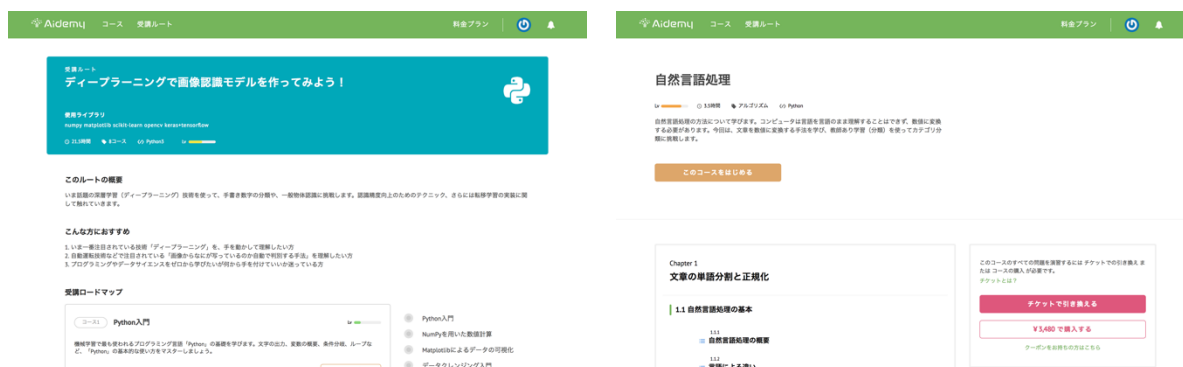 Aidemy コース 受講ルート 料金プラン
受講ルート
ディープラーニングで画像認識モデルを作ってみよう！
使用ライブラリ
numpy matplotlib scikit-learn opencv keras+tensorflow
21.5時間 8コース Python3 Lv
このルートの概要
いま話題の深層学習（ディープラーニング）技術を使って、手書き数字の分類や、一般物体認識に挑戦します。認識精度向上のためのテクニック、さらには転移学習の実装に関
して触れていきます。
こんな方におすすめ
1. いま一番注目されている技術「ディープラーニング」を、手を動かして理解したい方
2. 自動運転技術などで注目されている「画像からなにが写っているのか自動で判別する手法」を理解したい方
3. プログラミングやデータサイエンスをゼロから学びたいが何から手を付けていいか迷っている方
受講ロードマップ
コース1 Python入門 Lv
機械学習で最も使われるプログラミング言語「Python」の基礎を学びます。文字の出力、変数の概要、条件分岐、ループな
ど、「Python」の基本的な使い方をマスターしましょう。
Python入門
NumPyを用いた数値計算
Matplotlibによるデータの可視化
データクレンジング入門
Aidemy コース 受講ルート 料金プラン
自然言語処理
Lv 3.5時間 アルゴリズム Python
自然言語処理の方法について学びます。コンピュータは言語を言語のまま理解することはできず、数値に変換
する必要があります。今回は、文章を数値に変換する手法を学び、教師あり学習（分類）を使ってカテゴリ分
類に挑戦します。
このコースをはじめる
Chapter 1
文章の単語分割と正規化
1.1 自然言語処理の基本
1.1.1
自然言語処理の概要
1.1.2
言語による違い
このコースのすべての問題を演習するには チケットでの引き換え ま
たは コースの購入 が必要です。
チケットとは？
チケットで引き換える
¥3,480 で購入する
クーポンをお持ちの方はこちら